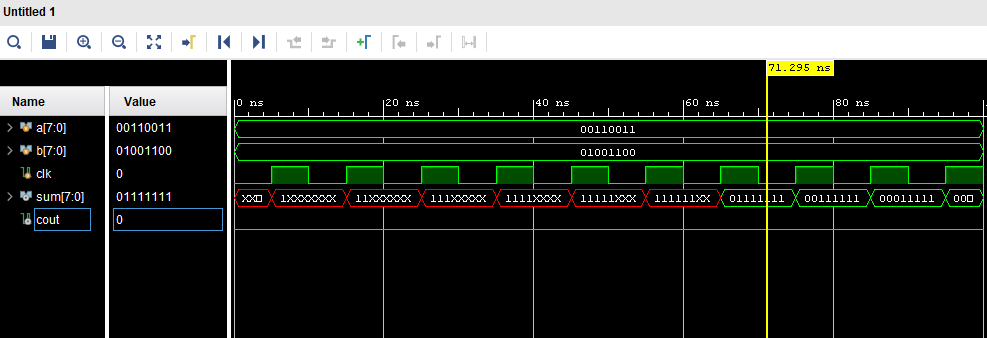 Untitled 1
71.295 ns
Name Value
0 ns 20 ns 40 ns 60 ns 80 ns
a[7:0] 00110011 00110011
b[7:0] 01001100 01001100
clk 0
sum[7:0] 01111111 XX 1XXXXXXX 11XXXXXX 111XXXXX 1111XXXX 11111XXX 111111XX 01111111 00111111 00011111 00
cout 0